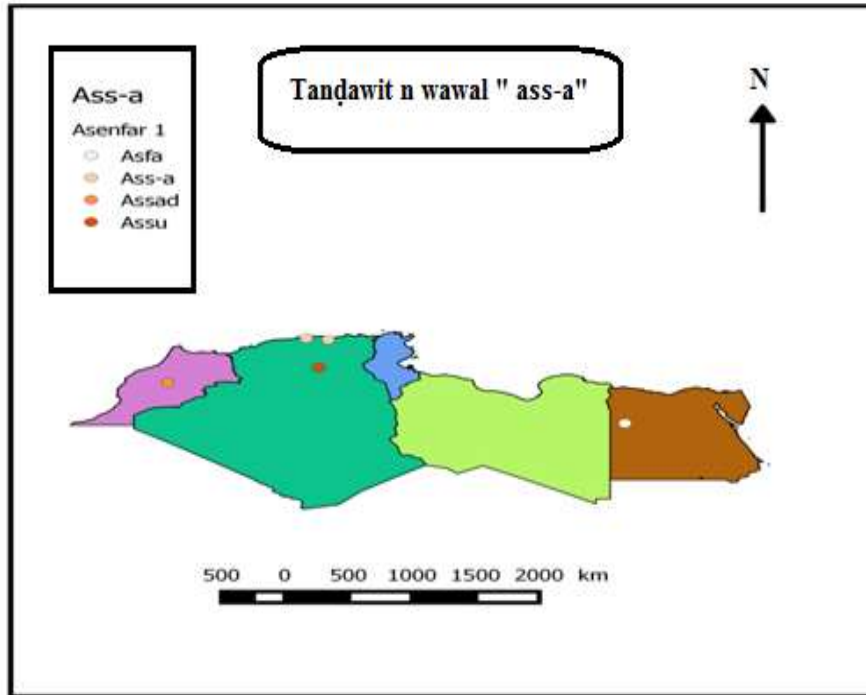 Tanḍawit n wawal " ass-a"
N
Ass-a
Asenfar 1
Asfa
Ass-a
Assad
Assu
500 0 500 1000 1500 2000 km